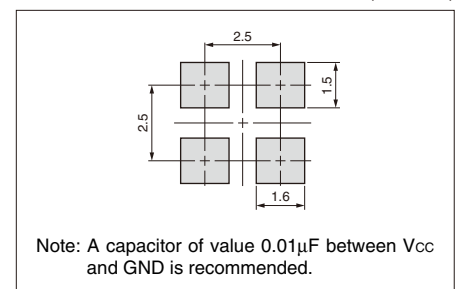 2.5
1.5
2.5
1.6
Note: A capacitor of value 0.01μF between Vcc
and GND is recommended.